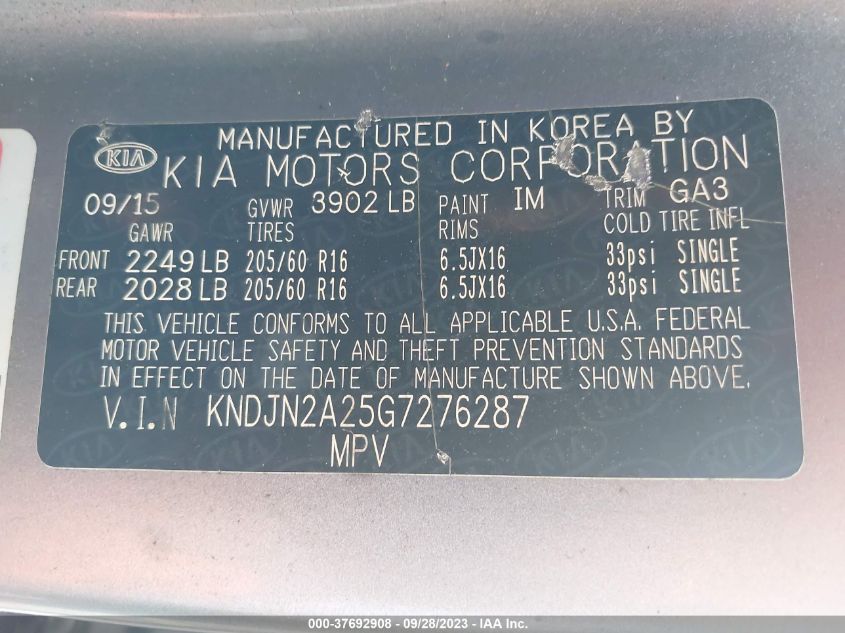 MANUFACTURED IN KOREA BY
KIA KIA MOTORS CORPORATION
09/15 GVWR 3902 LB PAINT IM TRIM GA3
GAWR TIRES RIMS COLD TIRE INFL
FRONT 2249 LB 205/60 R16 6.5JX16 33psi SINGLE
REAR 2028 LB 205/60 R16 6.5JX16 33psi SINGLE
THIS VEHICLE CONFORMS TO ALL APPLICABLE U.S.A. FEDERAL
MOTOR VEHICLE SAFETY AND THEFT PREVENTION STANDARDS
IN EFFECT ON THE DATE OF MANUFACTURE SHOWN ABOVE.
V.I.N KNDJN2A25G7276287
MPV
000-37692908 - 09/28/2023 - IAA Inc.